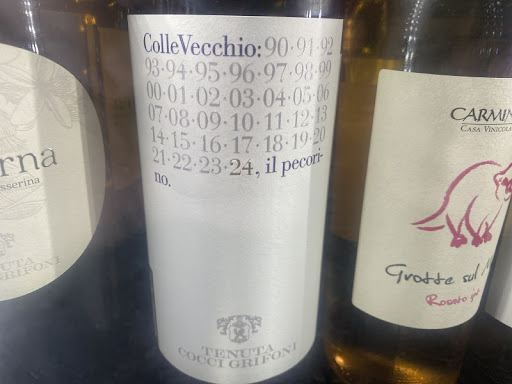 ColleVecchio: 90·91·92
93·94·95·96·97·98·99
00·01·02·03·04·05·06
07·08·09·10·11·12·13
14·15·16·17·18·19·20
21·22·23·24, il pecori-
no.
TENUTA
COCCI GRIFONI
rna
sserina
TENUTA
CCI GRIFONI
CARMIN
CASA VINICOLA
Grotte sul
Rosato